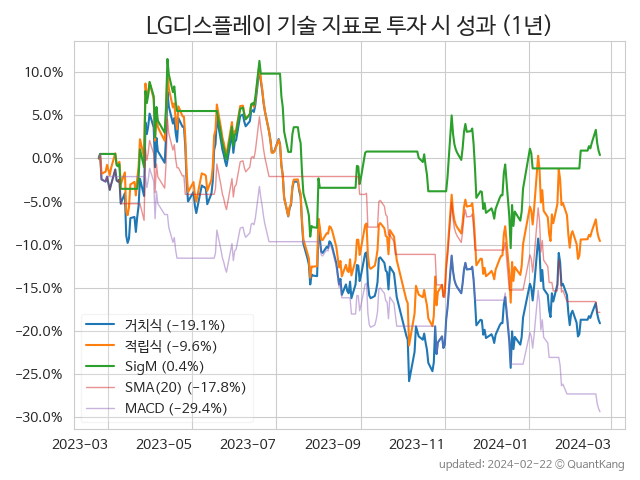 LG디스플레이 기술 지표로 투자 시 성과 (1년)
10.0%
5.0%
0.0%
−5.0%
−10.0%
−15.0%
−20.0%
−25.0%
−30.0%
거치식 (−19.1%)
적립식 (−9.6%)
SigM (0.4%)
SMA(20) (−17.8%)
MACD (−29.4%)
2023−03 2023−05 2023−07 2023−09 2023−11 2024−01 2024−03
updated: 2024−02−22 © QuantKang